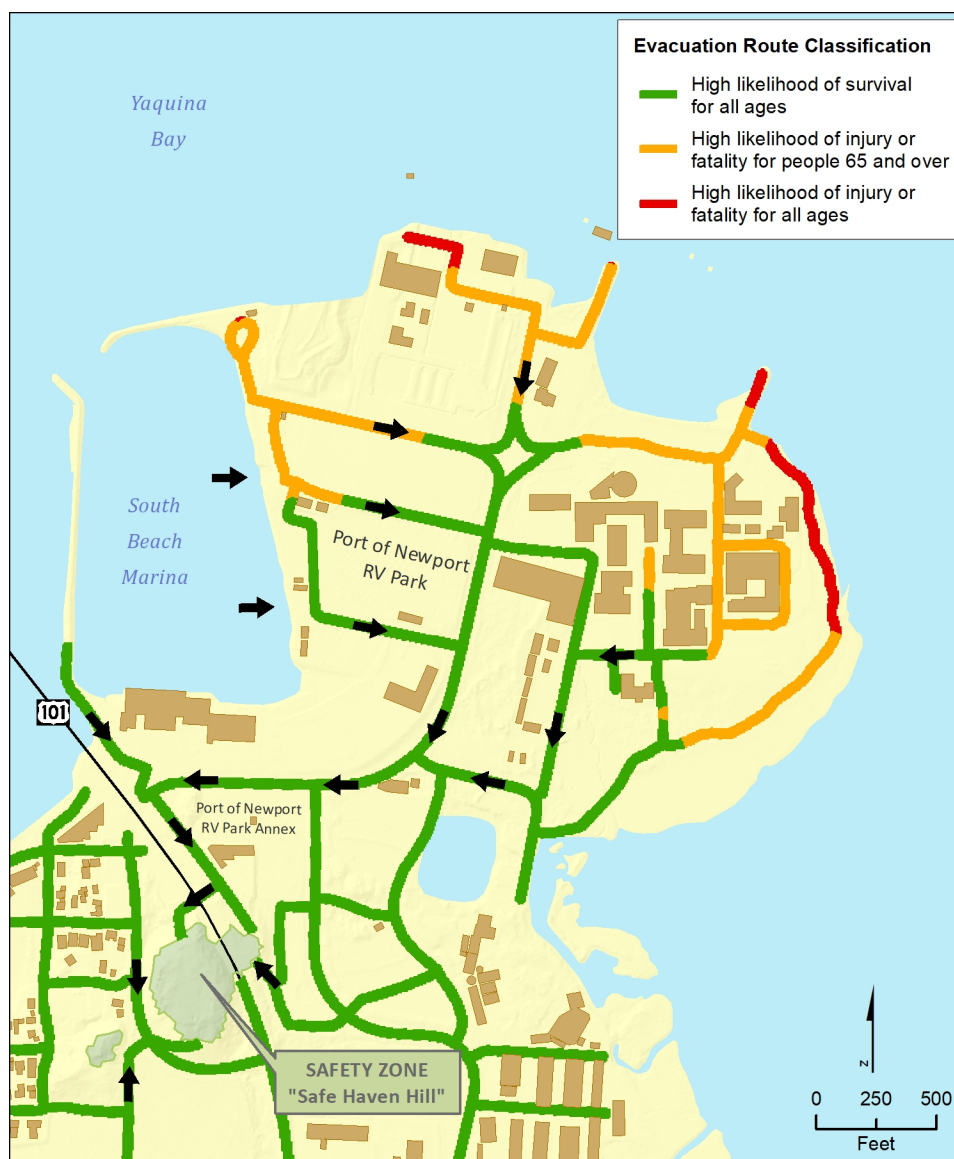 Evacuation Route Classification
High likelihood of survival
for all ages
High likelihood of injury or
fatality for people 65 and over
High likelihood of injury or
fatality for all ages
Yaquina
Bay
South
Beach
Marina
Port of Newport
RV Park
101
Port of Newport
RV Park Annex
SAFETY ZONE
"Safe Haven Hill"
N
0 250 500
Feet